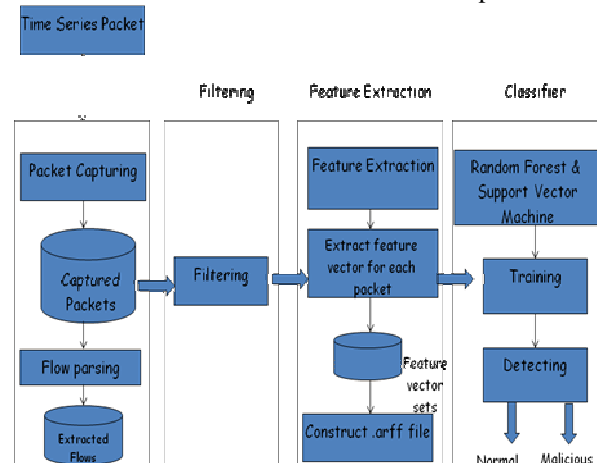 Time Series Packet
Filtering
Feature Extraction
Classifier
Packet Capturing
Captured
Packets
Flow parsing
Extracted
Flows
Filtering
Feature Extraction
Extract feature
vector for each
packet
Feature
vector
sets
Construct .arff file
Random Forest &
Support Vector
Machine
Training
Detecting
Normal
Malicious